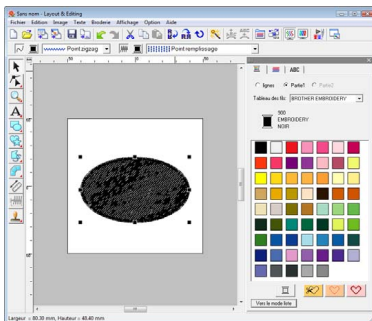 Sans nom - Layout & Editing
Fichier Edition Image Texte Broderie Affichage Option Aide
Point zigzag
Point remplissage
ABC
lignes Partie1 Partie2
Tableau des fils: BROTHER EMBROIDERY
900
EMBROIDERY
NOIR
Vers le mode liste
Largeur = 80.30 mm, Hauteur = 48.40 mm